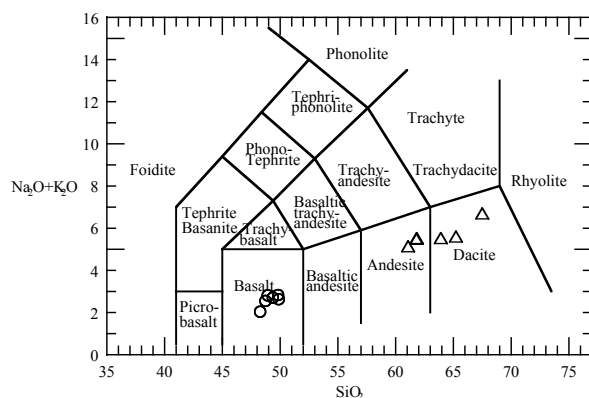 16
14
12
10
8
6
4
2
0
Na2O+K2O
Phonolite
Tephri-
phonolite
Trachyte
Phono-
Tephrite
Foidite
Trachy-
andesite
Trachydacite
Rhyolite
Tephrite
Basanite
Basaltic
trachy-
andesite
Trachy-
basalt
Andesite
Dacite
Basalt
Basaltic
andesite
Picro-
basalt
35 40 45 50 55 60 65 70 75
SiO2